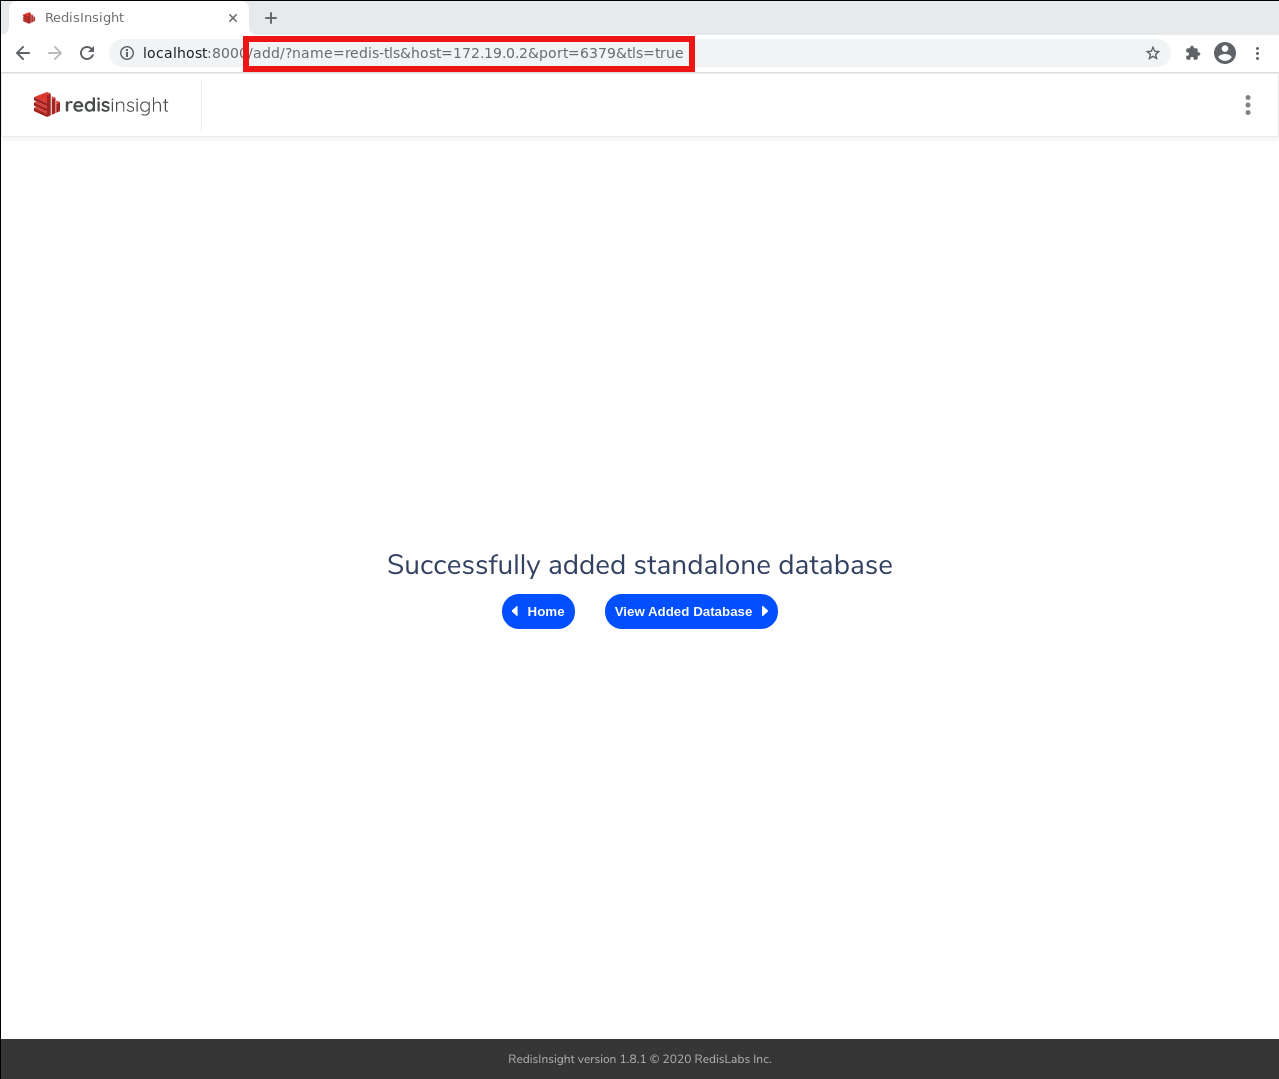 RedisInsight
localhost:8000/add/?name=redis-tls&host=172.19.0.2&port=6379&tls=true
redisinsight
Successfully added standalone database
Home
View Added Database
RedisInsight version 1.8.1 © 2020 RedisLabs Inc.